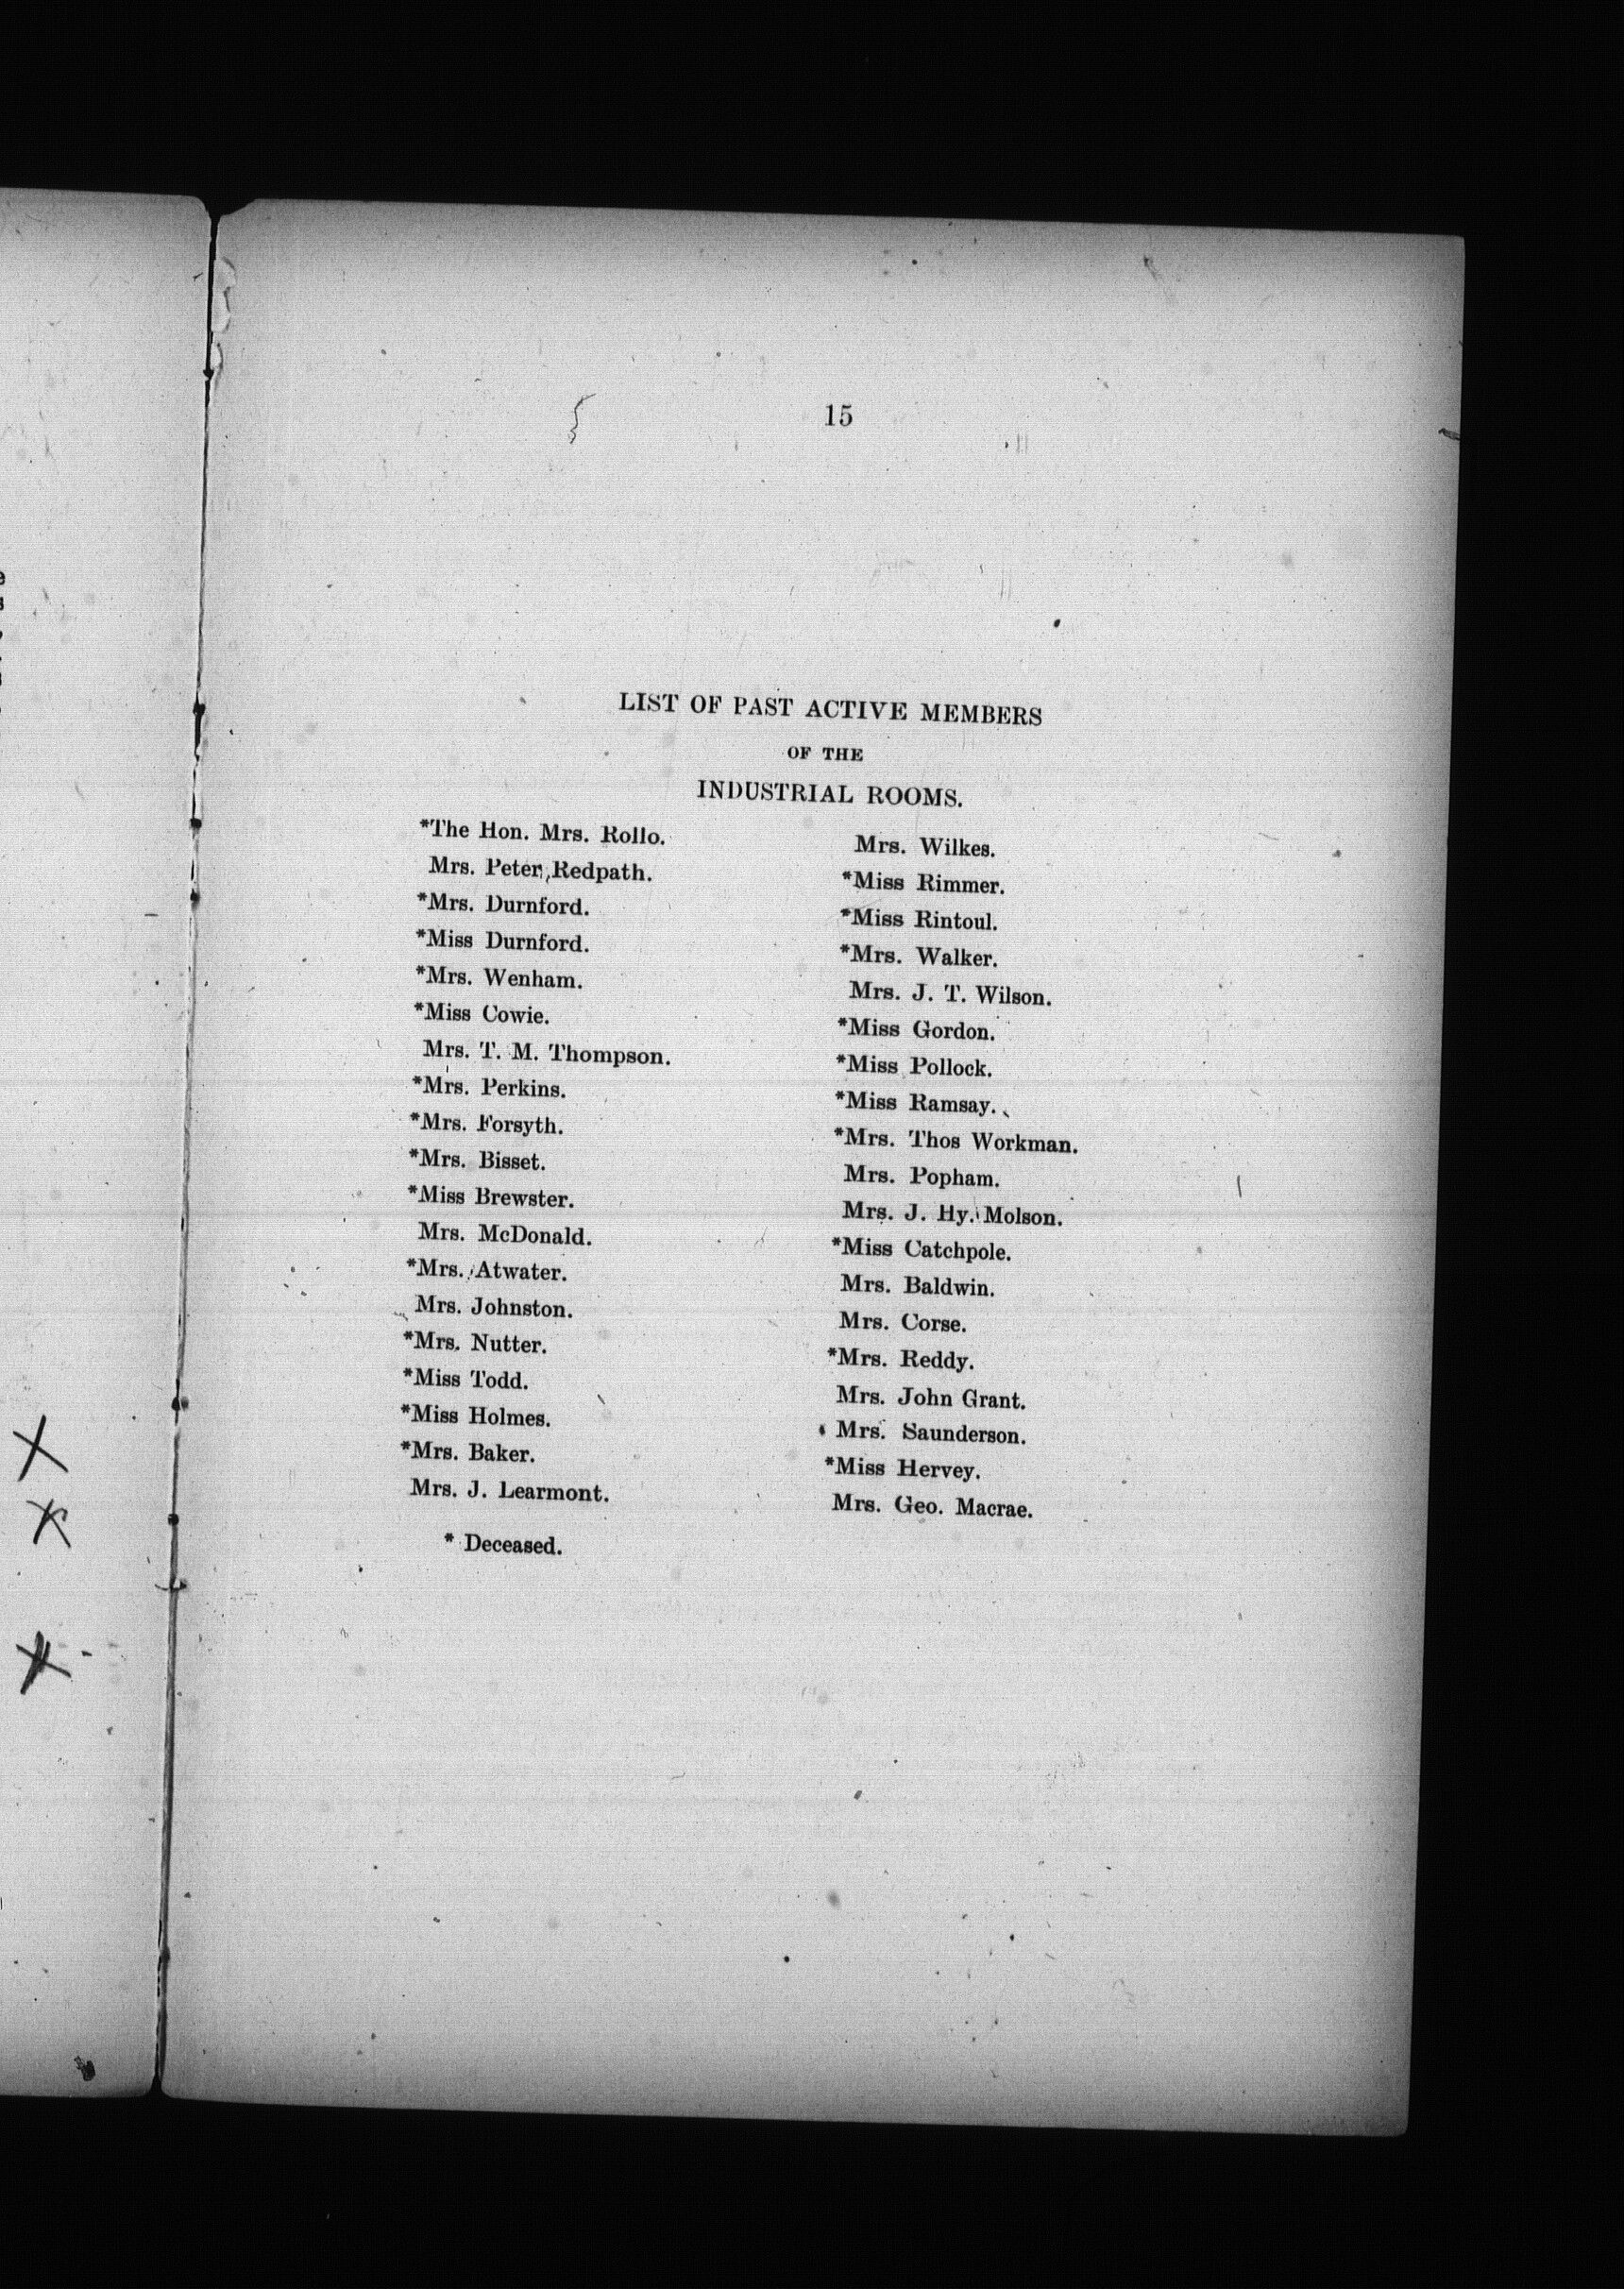 15
LIST OF PAST ACTIVE MEMBERS
OF THE
INDUSTRIAL ROOMS.
*The Hon. Mrs. Rollo.
Mrs. Peter Redpath.
*Mrs. Durnford.
*Miss Durnford.
*Mrs. Wenham.
*Miss Cowie.
Mrs. T. M. Thompson.
*Mrs. Perkins.
*Mrs. Forsyth.
*Mrs. Bisset.
*Miss Brewster.
Mrs. McDonald.
*Mrs. Atwater.
Mrs. Johnston.
*Mrs. Nutter.
*Miss Todd.
*Miss Holmes.
*Mrs. Baker.
Mrs. J. Learmont.
* Deceased.
Mrs. Wilkes.
*Miss Rimmer.
*Miss Rintoul.
*Mrs. Walker.
Mrs. J. T. Wilson.
*Miss Gordon.
*Miss Pollock.
*Miss Ramsay.
*Mrs. Thos Workman.
Mrs. Popham.
Mrs. J. Hy. Molson.
*Miss Catchpole.
Mrs. Baldwin.
Mrs. Corse.
*Mrs. Reddy.
Mrs. John Grant.
Mrs. Saunderson.
*Miss Hervey.
Mrs. Geo. Macrae.